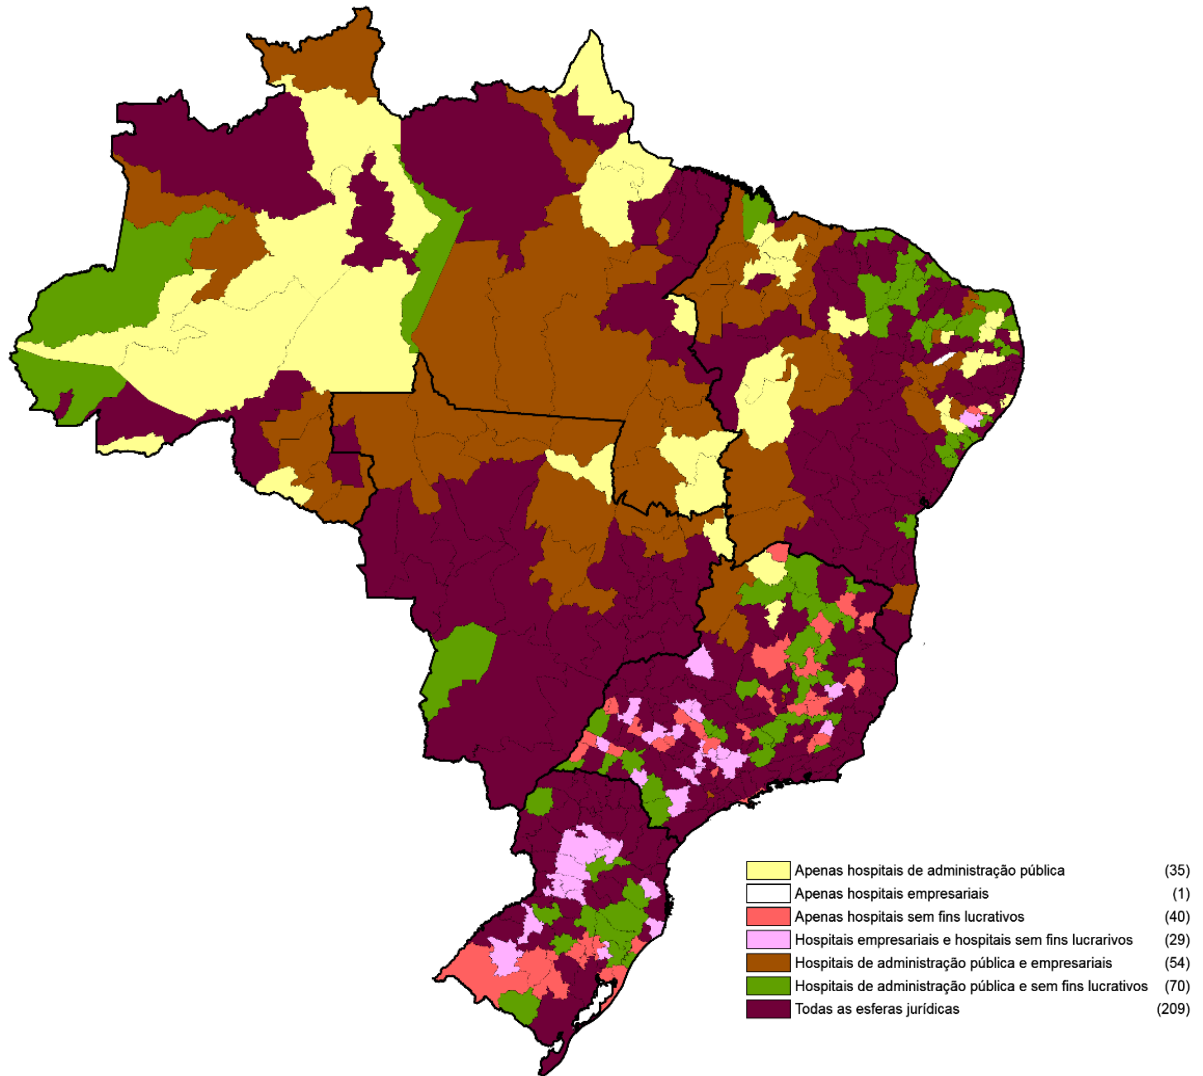 Apenas hospitais de administração pública (35)
Apenas hospitais empresariais (1)
Apenas hospitais sem fins lucrativos (40)
Hospitais empresariais e hospitais sem fins lucrarivos (29)
Hospitais de administração pública e empresariais (54)
Hospitais de administração pública e sem fins lucrativos (70)
Todas as esferas jurídicas (209)